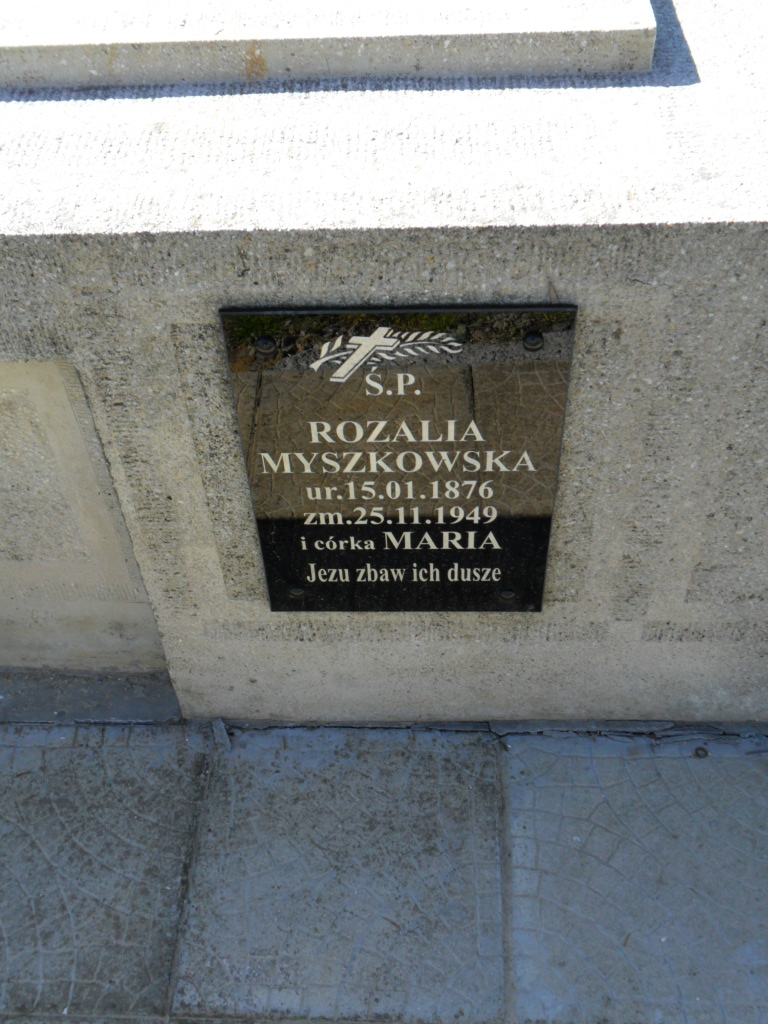 Ś.P.
ROZALIA
MYSZKOWSKA
ur.15.01.1876
zm.25.11.1949
i córka MARIA
Jezu zbaw ich dusze